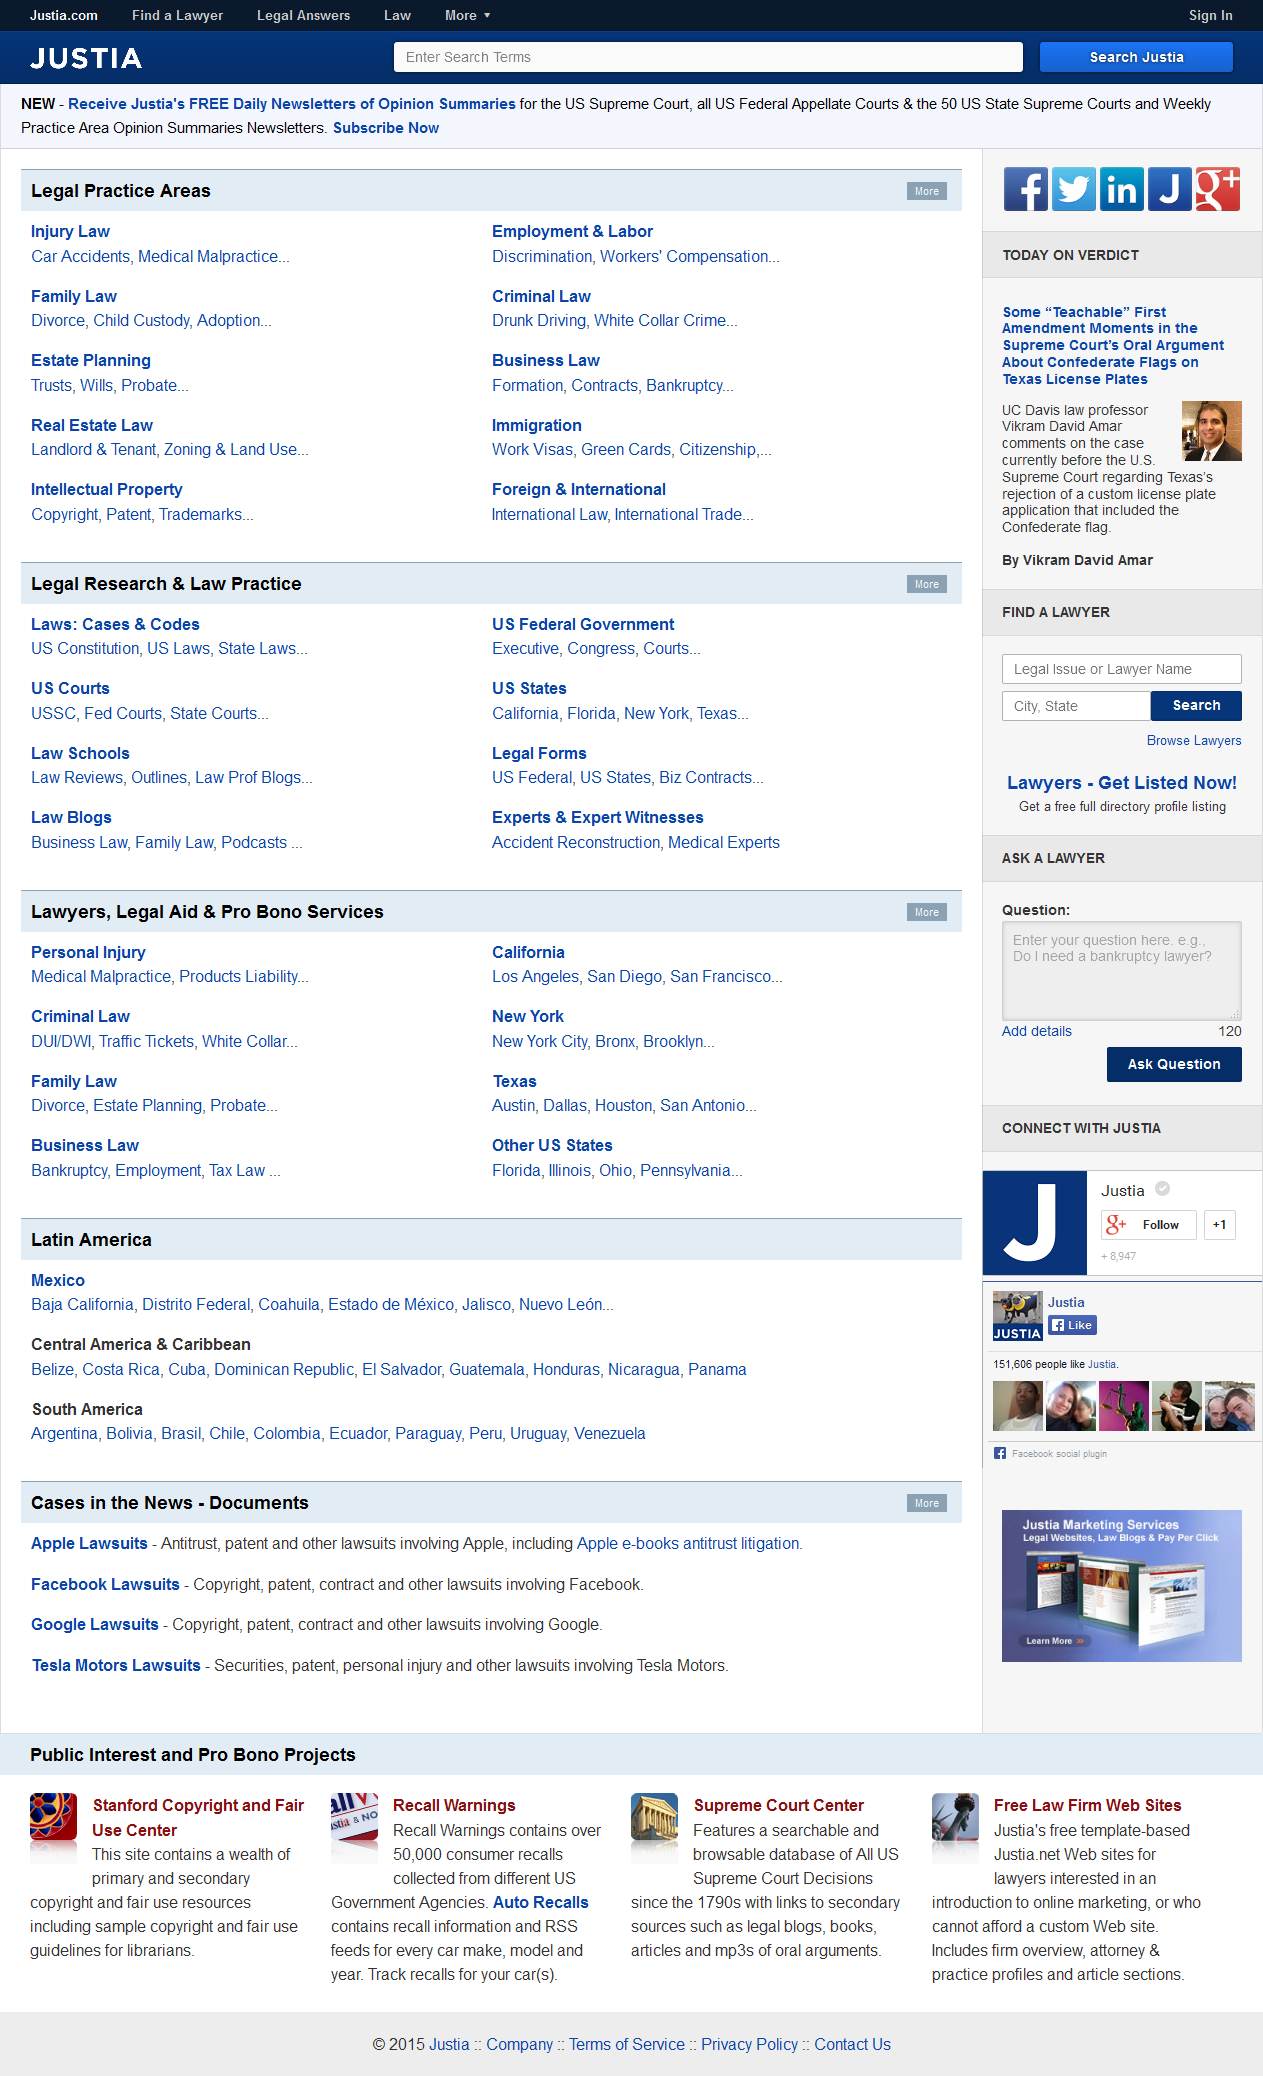 Justia.com Find a Lawyer Legal Answers Law More Sign In
JUSTIA Enter Search Terms Search Justia
NEW - Receive Justia's FREE Daily Newsletters of Opinion Summaries for the US Supreme Court, all US Federal Appellate Courts & the 50 US State Supreme Courts and Weekly
Practice Area Opinion Summaries Newsletters. Subscribe Now
Legal Practice Areas More
Injury Law
Car Accidents, Medical Malpractice...
Employment & Labor
Discrimination, Workers' Compensation...
Family Law
Divorce, Child Custody, Adoption...
Criminal Law
Drunk Driving, White Collar Crime...
Estate Planning
Trusts, Wills, Probate...
Business Law
Formation, Contracts, Bankruptcy...
Real Estate Law
Landlord & Tenant, Zoning & Land Use...
Immigration
Work Visas, Green Cards, Citizenship,...
Intellectual Property
Copyright, Patent, Trademarks...
Foreign & International
International Law, International Trade...
Legal Research & Law Practice More
Laws: Cases & Codes
US Constitution, US Laws, State Laws...
US Federal Government
Executive, Congress, Courts...
US Courts
USSC, Fed Courts, State Courts...
US States
California, Florida, New York, Texas...
Law Schools
Law Reviews, Outlines, Law Prof Blogs...
Legal Forms
US Federal, US States, Biz Contracts...
Law Blogs
Business Law, Family Law, Podcasts ...
Experts & Expert Witnesses
Accident Reconstruction, Medical Experts
Lawyers, Legal Aid & Pro Bono Services More
Personal Injury
Medical Malpractice, Products Liability...
California
Los Angeles, San Diego, San Francisco...
Criminal Law
DUI/DWI, Traffic Tickets, White Collar...
New York
New York City, Bronx, Brooklyn...
Family Law
Divorce, Estate Planning, Probate...
Texas
Austin, Dallas, Houston, San Antonio...
Business Law
Bankruptcy, Employment, Tax Law ...
Other US States
Florida, Illinois, Ohio, Pennsylvania...
Latin America
Mexico
Baja California, Distrito Federal, Coahuila, Estado de México, Jalisco, Nuevo León...
Central America & Caribbean
Belize, Costa Rica, Cuba, Dominican Republic, El Salvador, Guatemala, Honduras, Nicaragua, Panama
South America
Argentina, Bolivia, Brasil, Chile, Colombia, Ecuador, Paraguay, Peru, Uruguay, Venezuela
Cases in the News - Documents More
Apple Lawsuits - Antitrust, patent and other lawsuits involving Apple, including Apple e-books antitrust litigation.
Facebook Lawsuits - Copyright, patent, contract and other lawsuits involving Facebook.
Google Lawsuits - Copyright, patent, contract and other lawsuits involving Google.
Tesla Motors Lawsuits - Securities, patent, personal injury and other lawsuits involving Tesla Motors.
f in J g+
TODAY ON VERDICT
Some “Teachable” First
Amendment Moments in the
Supreme Court’s Oral Argument
About Confederate Flags on
Texas License Plates
UC Davis law professor
Vikram David Amar
comments on the case
currently before the U.S.
Supreme Court regarding Texas’s
rejection of a custom license plate
application that included the
Confederate flag.
By Vikram David Amar
FIND A LAWYER
Legal Issue or Lawyer Name
City, State Search
Browse Lawyers
Lawyers - Get Listed Now!
Get a free full directory profile listing
ASK A LAWYER
Question:
Enter your question here. e.g.,
Do I need a bankruptcy lawyer?
Add details 120
Ask Question
CONNECT WITH JUSTIA
J Justia
g+ Follow +1
+ 8,947
Justia
JUSTIA Like
151,606 people like Justia.
Facebook social plugin
Justia Marketing Services
Legal Websites, Law Blogs & Pay Per Click
Learn More »
Public Interest and Pro Bono Projects
Stanford Copyright and Fair
Use Center
This site contains a wealth of
primary and secondary
copyright and fair use resources
including sample copyright and fair use
guidelines for librarians.
Recall Warnings
Recall Warnings contains over
50,000 consumer recalls
collected from different US
Government Agencies. Auto Recalls
contains recall information and RSS
feeds for every car make, model and
year. Track recalls for your car(s).
Supreme Court Center
Features a searchable and
browsable database of All US
Supreme Court Decisions
since the 1790s with links to secondary
sources such as legal blogs, books,
articles and mp3s of oral arguments.
Free Law Firm Web Sites
Justia's free template-based
Justia.net Web sites for
lawyers interested in an
introduction to online marketing, or who
cannot afford a custom Web site.
Includes firm overview, attorney &
practice profiles and article sections.
© 2015 Justia :: Company :: Terms of Service :: Privacy Policy :: Contact Us